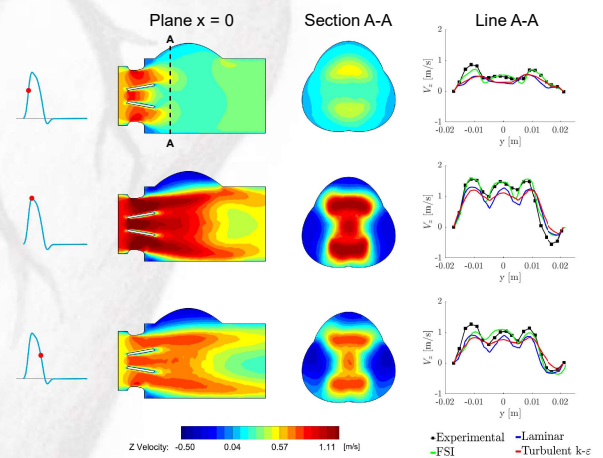 Plane x = 0
Section A-A
Line A-A
A
A
2
1
0
-1
V_z [m/s]
-0.02 -0.01 0 0.01 0.02
y [m]
2
1
0
-1
V_z [m/s]
-0.02 -0.01 0 0.01 0.02
y [m]
2
1
0
-1
V_z [m/s]
-0.02 -0.01 0 0.01 0.02
y [m]
Z Velocity: -0.50 0.04 0.57 1.11 [m/s]
Experimental
Laminar
FSI
Turbulent k-ε